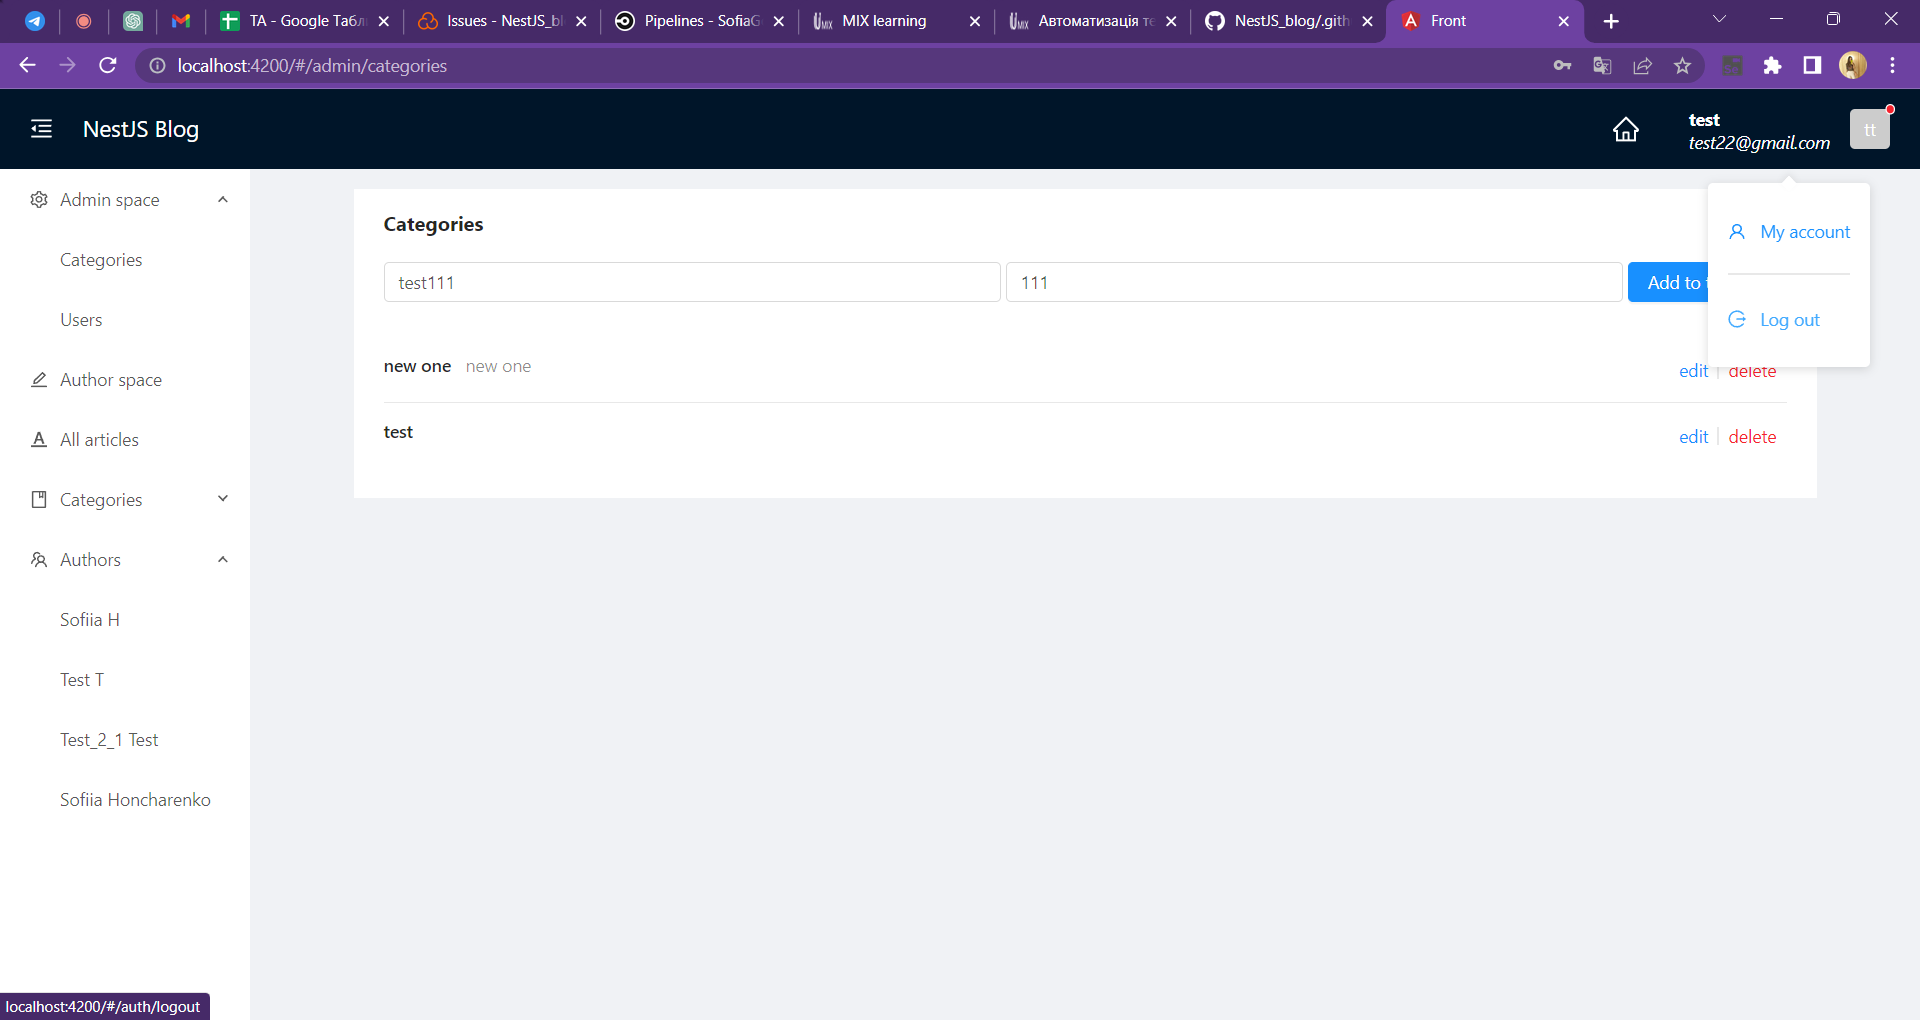 TA - Google Табл
Issues - NestJS_bl
Pipelines - SofiaG
MIX learning
Автоматизація те
NestJS_blog/.gith
Front
localhost:4200/#/admin/categories
NestJS Blog
test
test22@gmail.com
tt
Admin space
Categories
Users
Author space
All articles
Categories
Authors
Sofiia H
Test T
Test_2_1 Test
Sofiia Honcharenko
Categories
test111
111
Add to t
new one new one
edit delete
test
edit delete
My account
Log out
localhost:4200/#/auth/logout